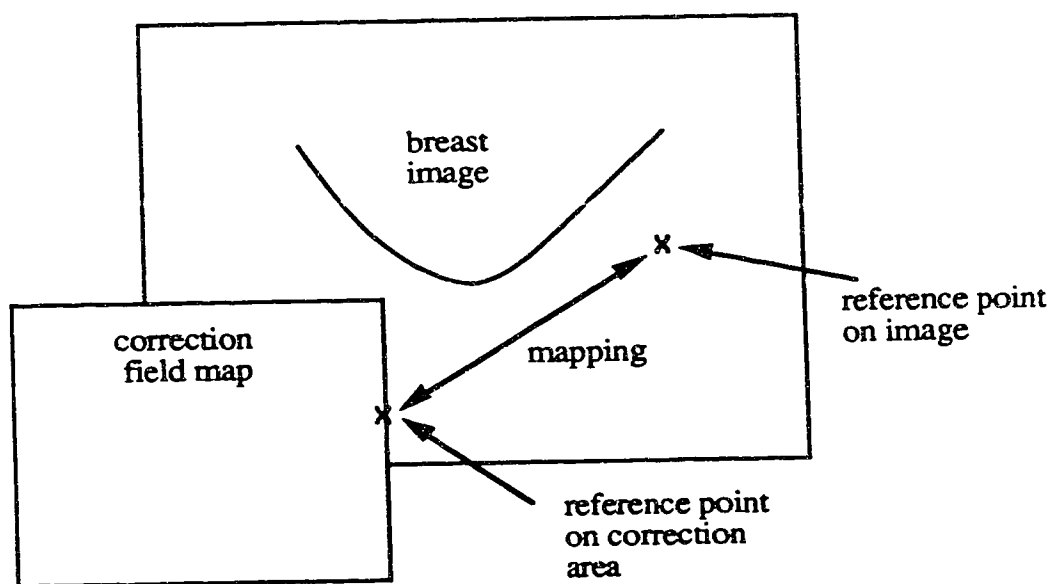 breast
image
x
reference point
on image
correction
field map
mapping
x
reference point
on correction
area